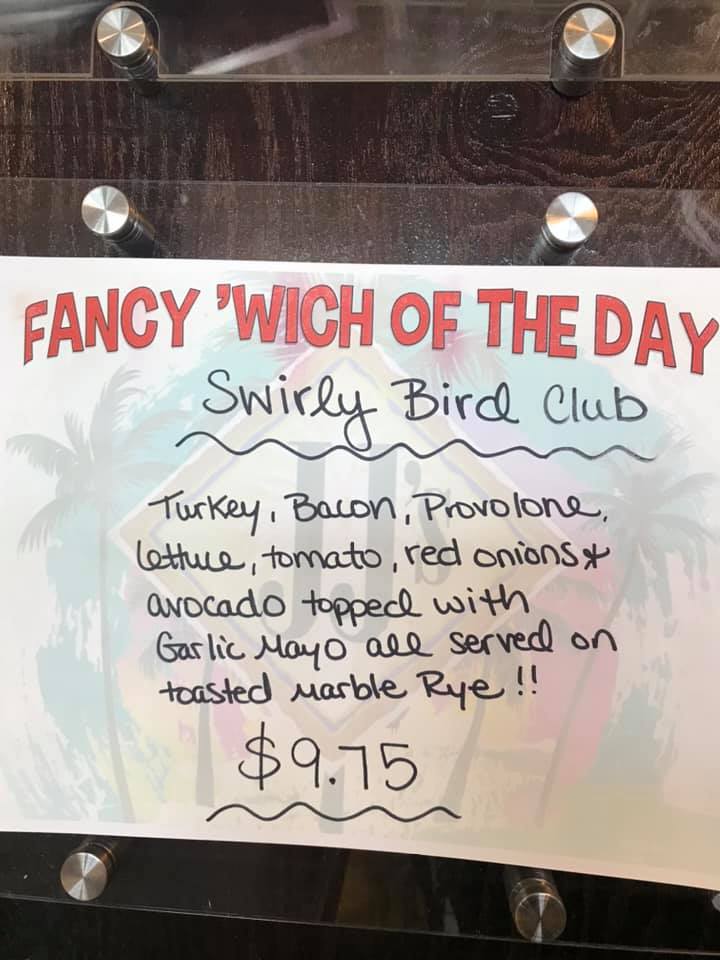 FANCY 'WICH OF THE DAY
Swirly Bird Club
JJ's
Turkey, Bacon, Provolone,
lettuce, tomato, red onions &
avocado topped with
Garlic Mayo all served on
toasted Marble Rye!!
$9.75